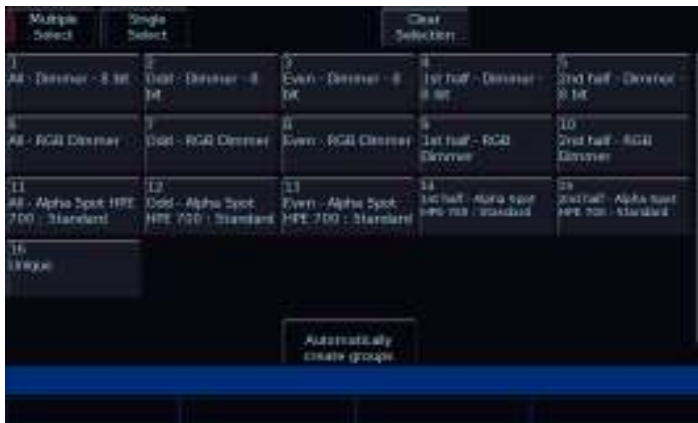 Multiple
Select
Single
Select
Clear
Selection
1
All - Dimmer - 8 bit
2
Odd - Dimmer - 8
bit
3
Even - Dimmer - 8
bit
4
1st half - Dimmer -
8 bit
5
2nd half - Dimmer -
8 bit
6
All - RGB Dimmer
7
Odd - RGB Dimmer
8
Even - RGB Dimmer
9
1st half - RGB
Dimmer
10
2nd half - RGB
Dimmer
11
All - Alpha Spot HPE
700 : Standard
12
Odd - Alpha Spot
HPE 700 : Standard
13
Even - Alpha Spot
HPE 700 : Standard
14
1st half - Alpha Spot
HPE 700 : Standard
15
2nd half - Alpha Spot
HPE 700 : Standard
16
Unique
Automatically
create groups